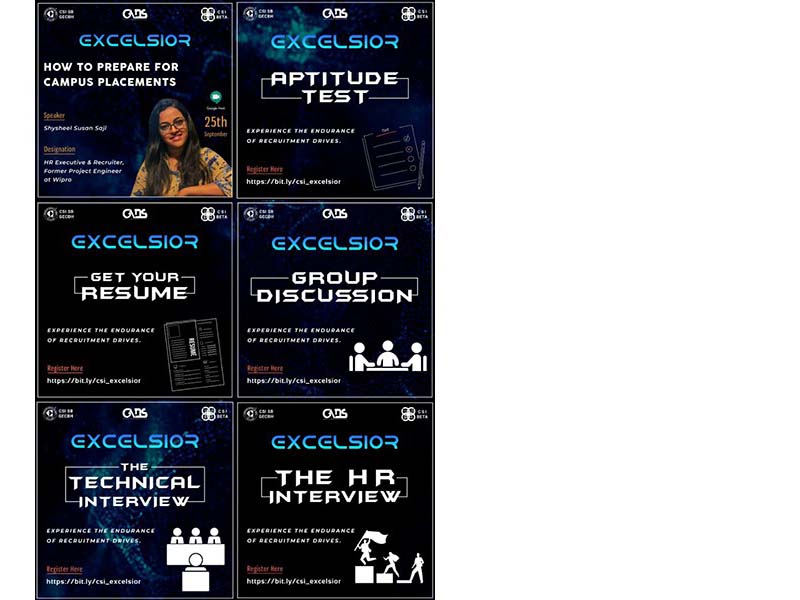 CSI SB
GECBH
CADS
CSI
BETA
EXCELSIOR
HOW TO PREPARE FOR
CAMPUS PLACEMENTS
Speaker
Shysheel Susan Saji
Designation
HR Executive & Recruiter,
Former Project Engineer
at Wipro
Google Meet
25th
September
CSI SB
GECBH
CADS
CSI
BETA
EXCELSIOR
APTITUDE
TEST
EXPERIENCE THE ENDURANCE
OF RECRUITMENT DRIVES.
Register Here
https://bit.ly/csi_excelsior
CSI SB
GECBH
CADS
CSI
BETA
EXCELSIOR
GET YOUR
RESUME
EXPERIENCE THE ENDURANCE
OF RECRUITMENT DRIVES.
RESUME
Register Here
https://bit.ly/csi_excelsior
CSI SB
GECBH
CADS
CSI
BETA
EXCELSIOR
GROUP
DISCUSSION
EXPERIENCE THE ENDURANCE
OF RECRUITMENT DRIVES.
Register Here
https://bit.ly/csi_excelsior
CSI SB
GECBH
CADS
CSI
BETA
EXCELSIOR
THE
TECHNICAL
INTERVIEW
EXPERIENCE THE ENDURANCE
OF RECRUITMENT DRIVES.
Register Here
https://bit.ly/csi_excelsior
CSI SB
GECBH
CADS
CSI
BETA
EXCELSIOR
THE HR
INTERVIEW
EXPERIENCE THE ENDURANCE
OF RECRUITMENT DRIVES.
Register Here
https://bit.ly/csi_excelsior